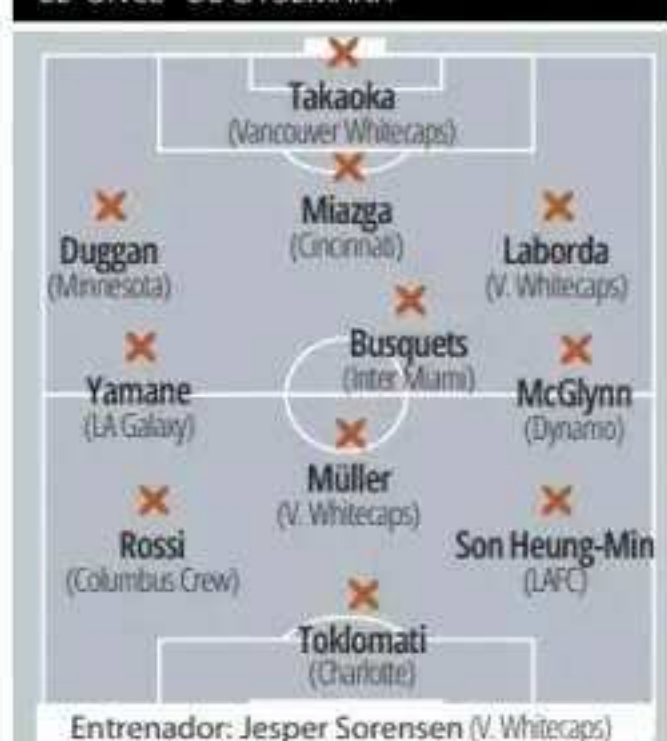 Takaoka
(Vancouver Whitecaps)
Miazga
(Cincinnati)
Duggan
(Minnesota)
Laborda
(V. Whitecaps)
Busquets
(Inter Miami)
Yamane
(LA Galaxy)
McGlynn
(Dynamo)
Müller
(V. Whitecaps)
Rossi
(Columbus Crew)
Son Heung-Min
(LAFC)
Toklomati
(Charlotte)
Entrenador: Jesper Sorensen (V. Whitecaps)